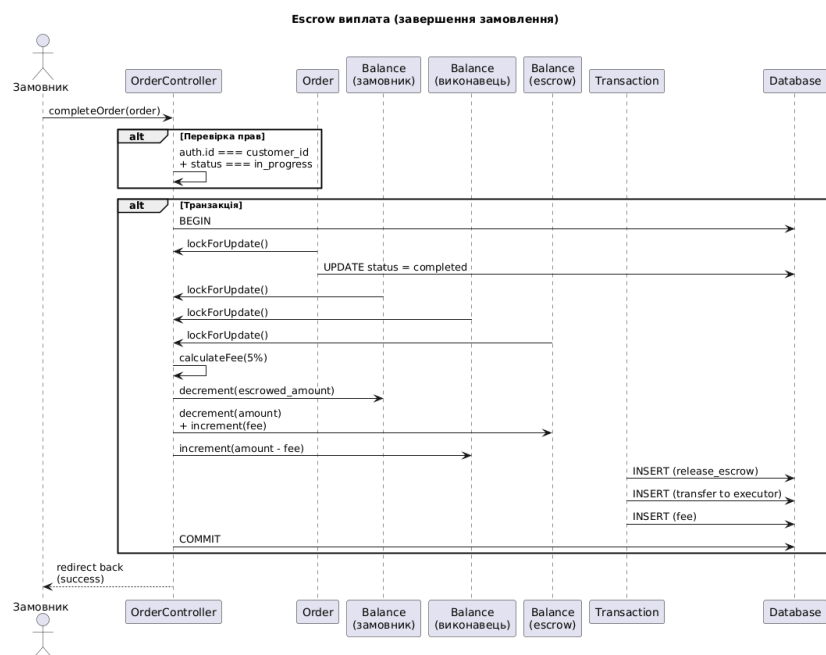 Escrow виплата (завершення замовлення)
Замовник
OrderController
Order
Balance
(замовник)
Balance
(виконавець)
Balance
(escrow)
Transaction
Database
completeOrder(order)
alt
[Перевірка прав]
auth.id === customer_id
+ status === in_progress
alt
[Транзакція]
BEGIN
lockForUpdate()
UPDATE status = completed
lockForUpdate()
lockForUpdate()
lockForUpdate()
calculateFee(5%)
decrement(escrowed_amount)
decrement(amount)
+ increment(fee)
increment(amount - fee)
INSERT (release_escrow)
INSERT (transfer to executor)
INSERT (fee)
COMMIT
redirect back
(success)
Замовник
OrderController
Order
Balance
(замовник)
Balance
(виконавець)
Balance
(escrow)
Transaction
Database